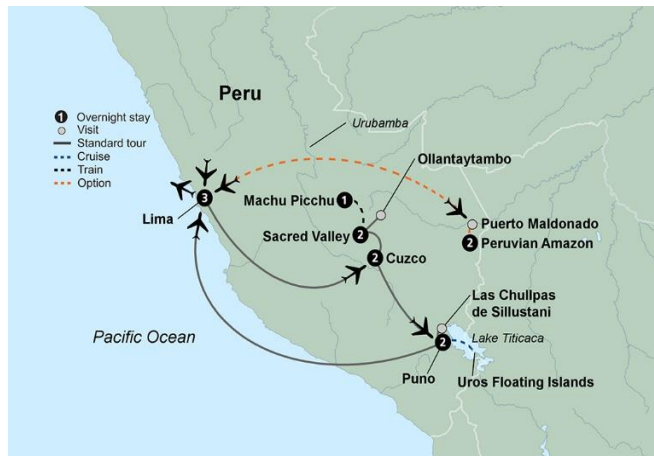 Peru
1 Overnight stay
Visit
Standard tour
Cruise
Train
Option
Urubamba
Ollantaytambo
Machu Picchu 1
3
Lima
Puerto Maldonado
Sacred Valley 2
2 Peruvian Amazon
2 Cuzco
Las Chullpas
de Sillustani
Pacific Ocean
Lake Titicaca
2
Puno
Uros Floating Islands